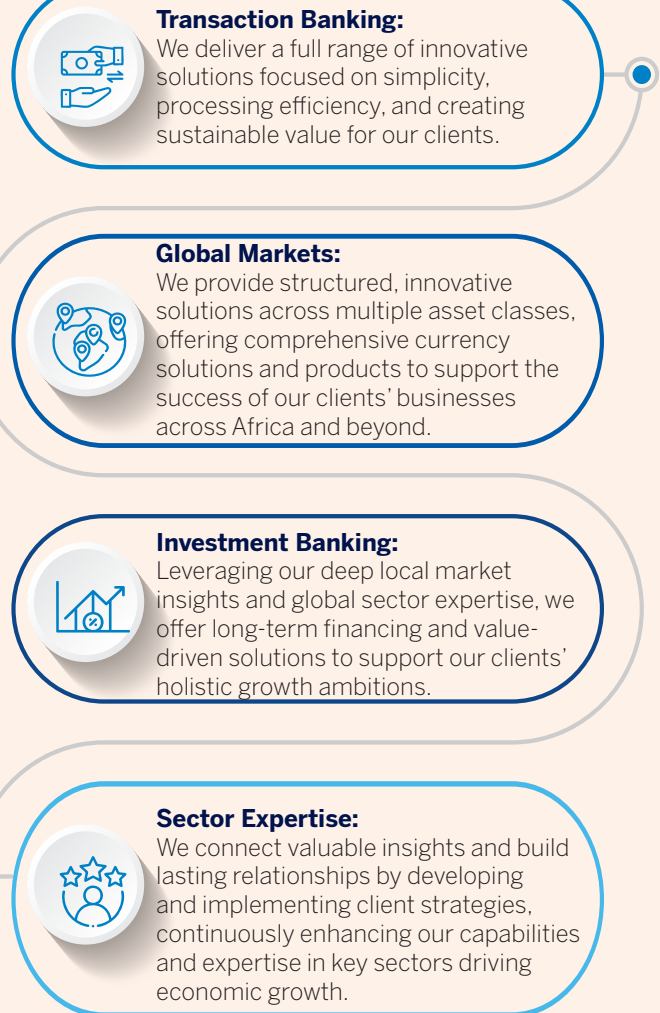 Transaction Banking:
We deliver a full range of innovative
solutions focused on simplicity,
processing efficiency, and creating
sustainable value for our clients.
Global Markets:
We provide structured, innovative
solutions across multiple asset classes,
offering comprehensive currency
solutions and products to support the
success of our clients’ businesses
across Africa and beyond.
Investment Banking:
Leveraging our deep local market
insights and global sector expertise, we
offer long-term financing and value-
driven solutions to support our clients’
holistic growth ambitions.
Sector Expertise:
We connect valuable insights and build
lasting relationships by developing
and implementing client strategies,
continuously enhancing our capabilities
and expertise in key sectors driving
economic growth.